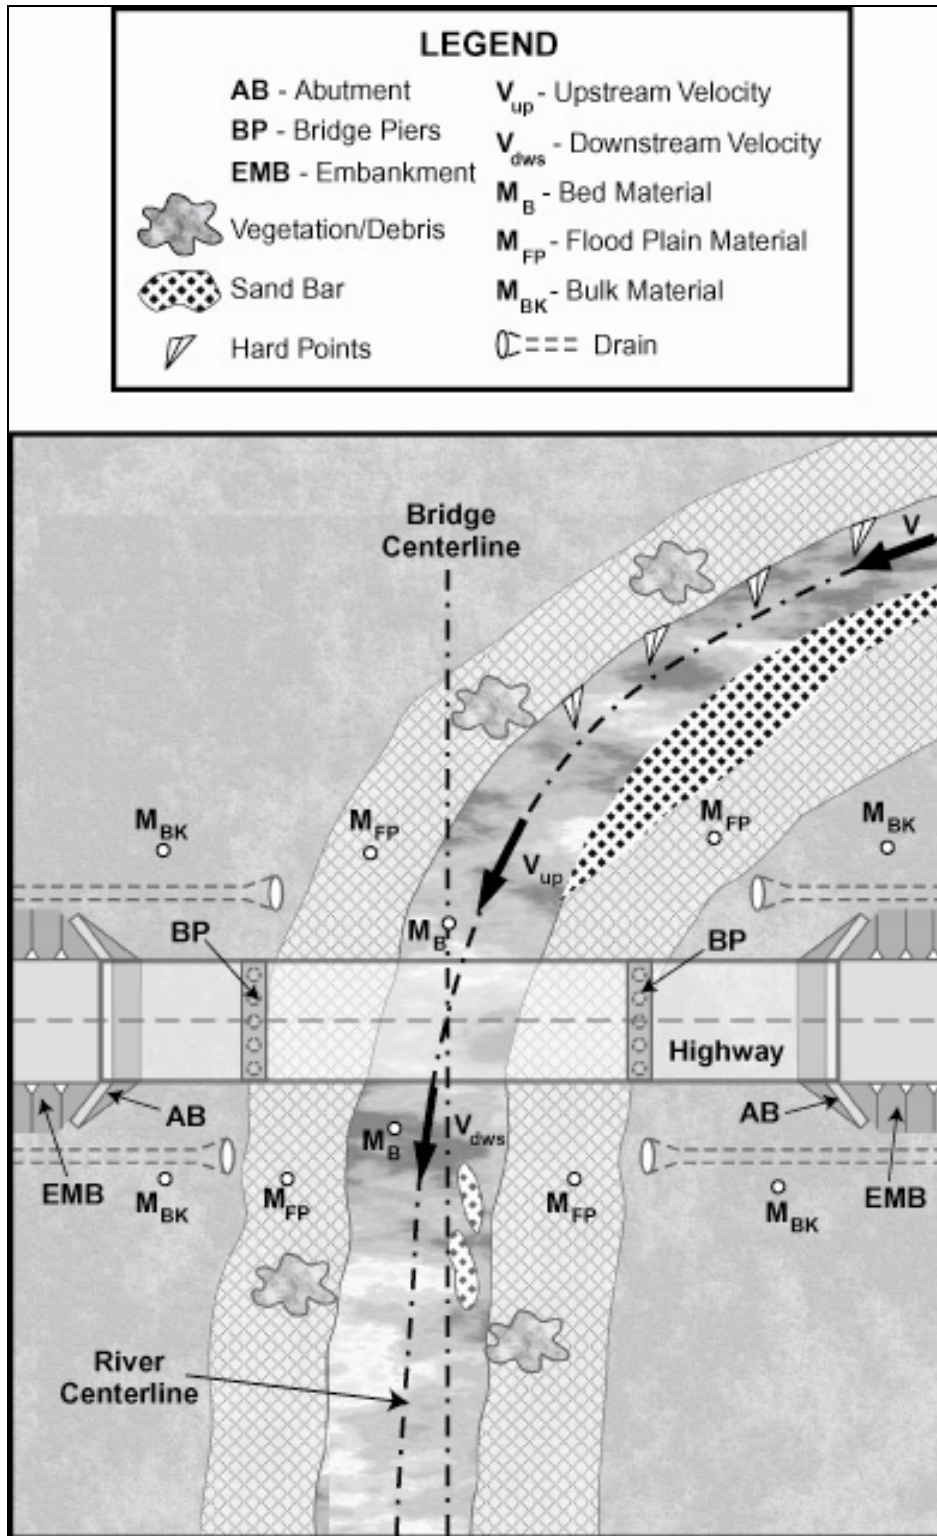 LEGEND
AB - Abutment
BP - Bridge Piers
EMB - Embankment
Vegetation/Debris
Sand Bar
Hard Points
Vup - Upstream Velocity
Vdws - Downstream Velocity
MB - Bed Material
MFP - Flood Plain Material
MBK - Bulk Material
Drain
Bridge
Centerline
V
MBK
MFP
MFP
MBK
Vup
MB
BP
BP
Highway
AB
AB
Vdws
MB
EMB
MBK
MFP
MFP
MBK
EMB
River
Centerline